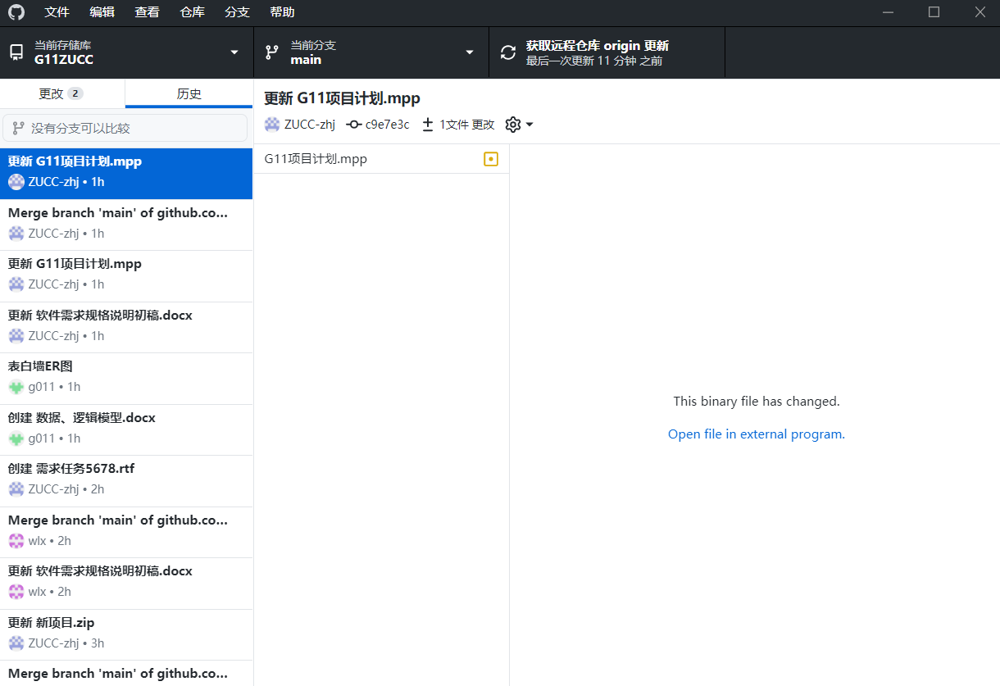 文件 编辑 查看 仓库 分支 帮助
当前存储库
G11ZUCC
当前分支
main
获取远程仓库 origin 更新
最后一次更新 11 分钟 之前
更改 2
历史
没有分支可以比较
更新 G11项目计划.mpp
ZUCC-zhj • 1h
Merge branch 'main' of github.co...
ZUCC-zhj • 1h
更新 G11项目计划.mpp
ZUCC-zhj • 1h
更新 软件需求规格说明初稿.docx
ZUCC-zhj • 1h
表白墙ER图
g011 • 1h
创建 数据、逻辑模型.docx
g011 • 1h
创建 需求任务5678.rtf
ZUCC-zhj • 2h
Merge branch 'main' of github.co...
wlx • 2h
更新 软件需求规格说明初稿.docx
wlx • 2h
更新 新项目.zip
ZUCC-zhj • 3h
Merge branch 'main' of github.co...
更新 G11项目计划.mpp
ZUCC-zhj c9e7e3c 1文件 更改
G11项目计划.mpp
This binary file has changed.
Open file in external program.